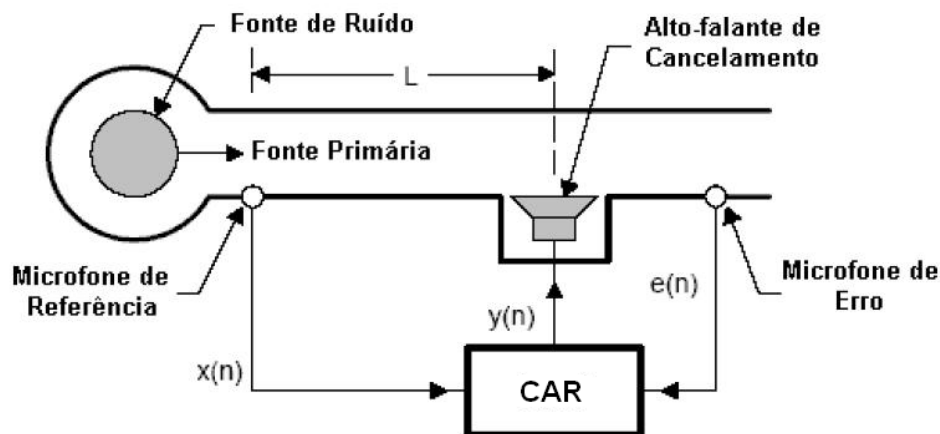 Fonte de Ruído
Alto-falante de
Cancelamento
L
Fonte Primária
Microfone de
Referência
Microfone de
Erro
e(n)
y(n)
x(n)
CAR